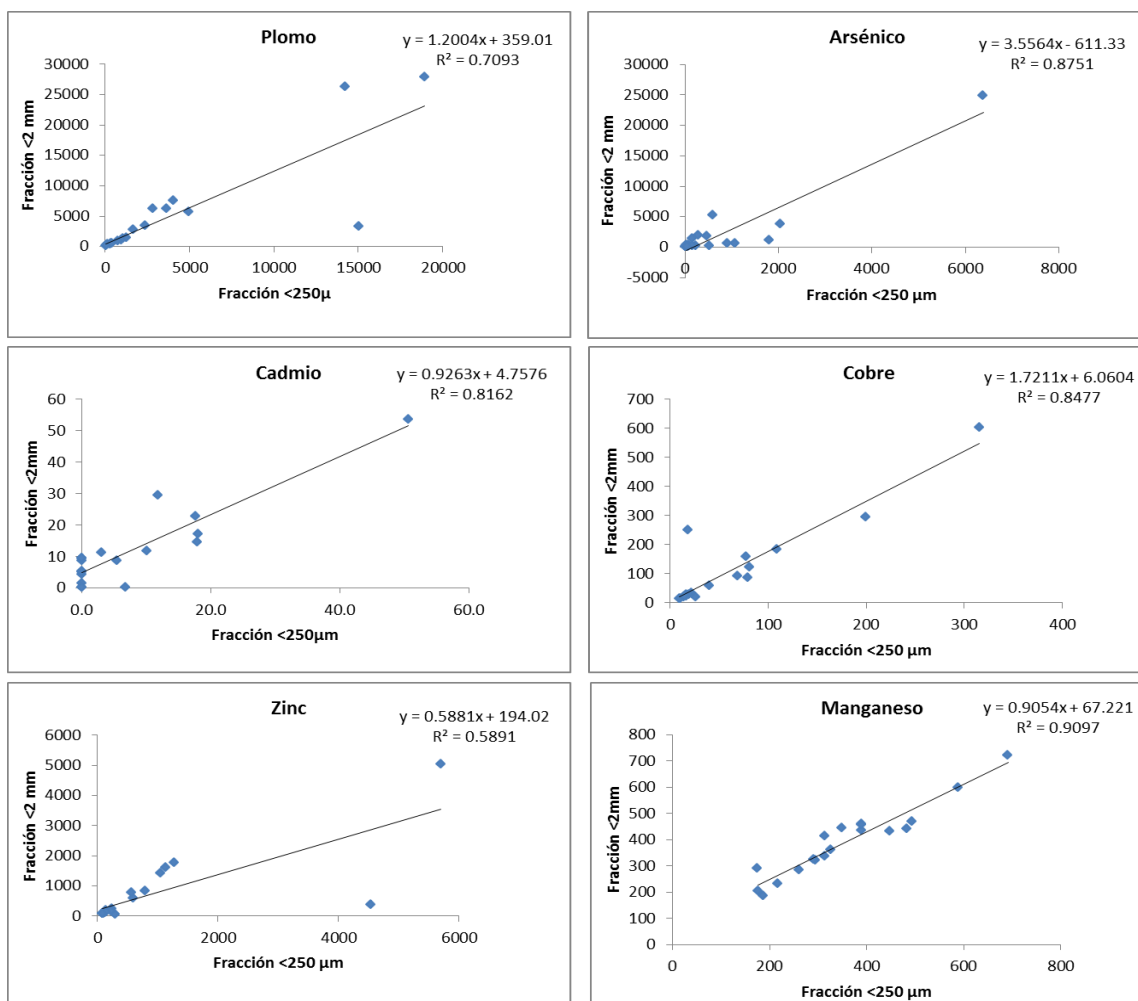 Plomo
y = 1.2004x + 359.01
R² = 0.7093
Fracción <2 mm
30000
25000
20000
15000
10000
5000
0
0 5000 10000 15000 20000
Fracción <250µ
Arsénico
y = 3.5564x - 611.33
R² = 0.8751
Fracción <2 mm
30000
25000
20000
15000
10000
5000
0
-5000
0 2000 4000 6000 8000
Fracción <250 µm
Cadmio
y = 0.9263x + 4.7576
R² = 0.8162
Fracción <2mm
60
50
40
30
20
10
0
0.0 20.0 40.0 60.0
Fracción <250µm
Cobre
y = 1.7211x + 6.0604
R² = 0.8477
Fracción <2mm
700
600
500
400
300
200
100
0
0 100 200 300 400
Fracción <250 µm
Zinc
y = 0.5881x + 194.02
R² = 0.5891
Fracción <2 mm
6000
5000
4000
3000
2000
1000
0
0 2000 4000 6000
Fracción <250 µm
Manganeso
y = 0.9054x + 67.221
R² = 0.9097
Fracción <2mm
800
700
600
500
400
300
200
100
0
0 200 400 600 800
Fracción <250 µm